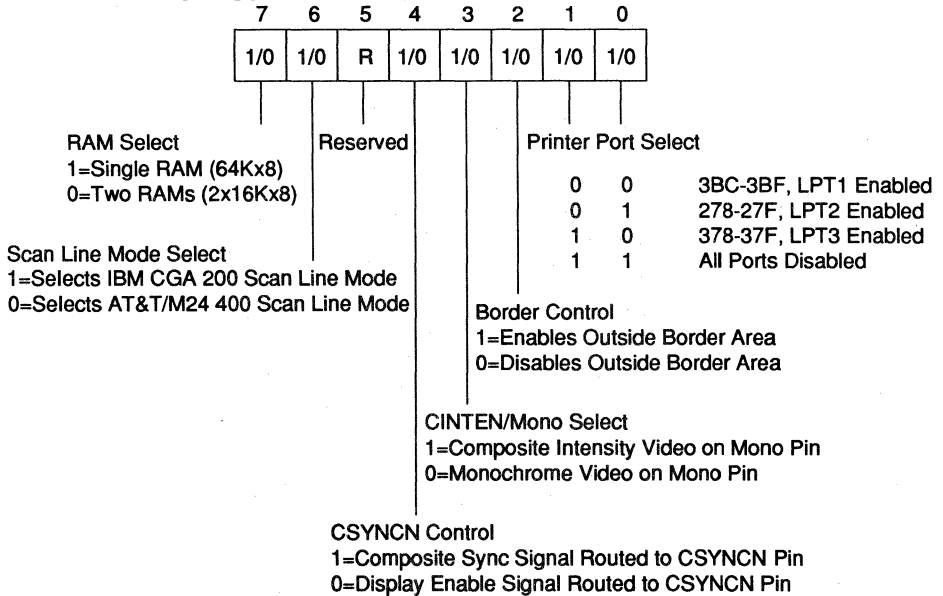 7 6 5 4 3 2 1 0
1/0 1/0 R 1/0 1/0 1/0 1/0 1/0
RAM Select
1=Single RAM (64Kx8)
0=Two RAMs (2x16Kx8)
Reserved
Printer Port Select
0 0 3BC-3BF, LPT1 Enabled
0 1 278-27F, LPT2 Enabled
1 0 378-37F, LPT3 Enabled
1 1 All Ports Disabled
Scan Line Mode Select
1=Selects IBM CGA 200 Scan Line Mode
0=Selects AT&T/M24 400 Scan Line Mode
Border Control
1=Enables Outside Border Area
0=Disables Outside Border Area
CINTEN/Mono Select
1=Composite Intensity Video on Mono Pin
0=Monochrome Video on Mono Pin
CSYNCN Control
1=Composite Sync Signal Routed to CSYNCN Pin
0=Display Enable Signal Routed to CSYNCN Pin